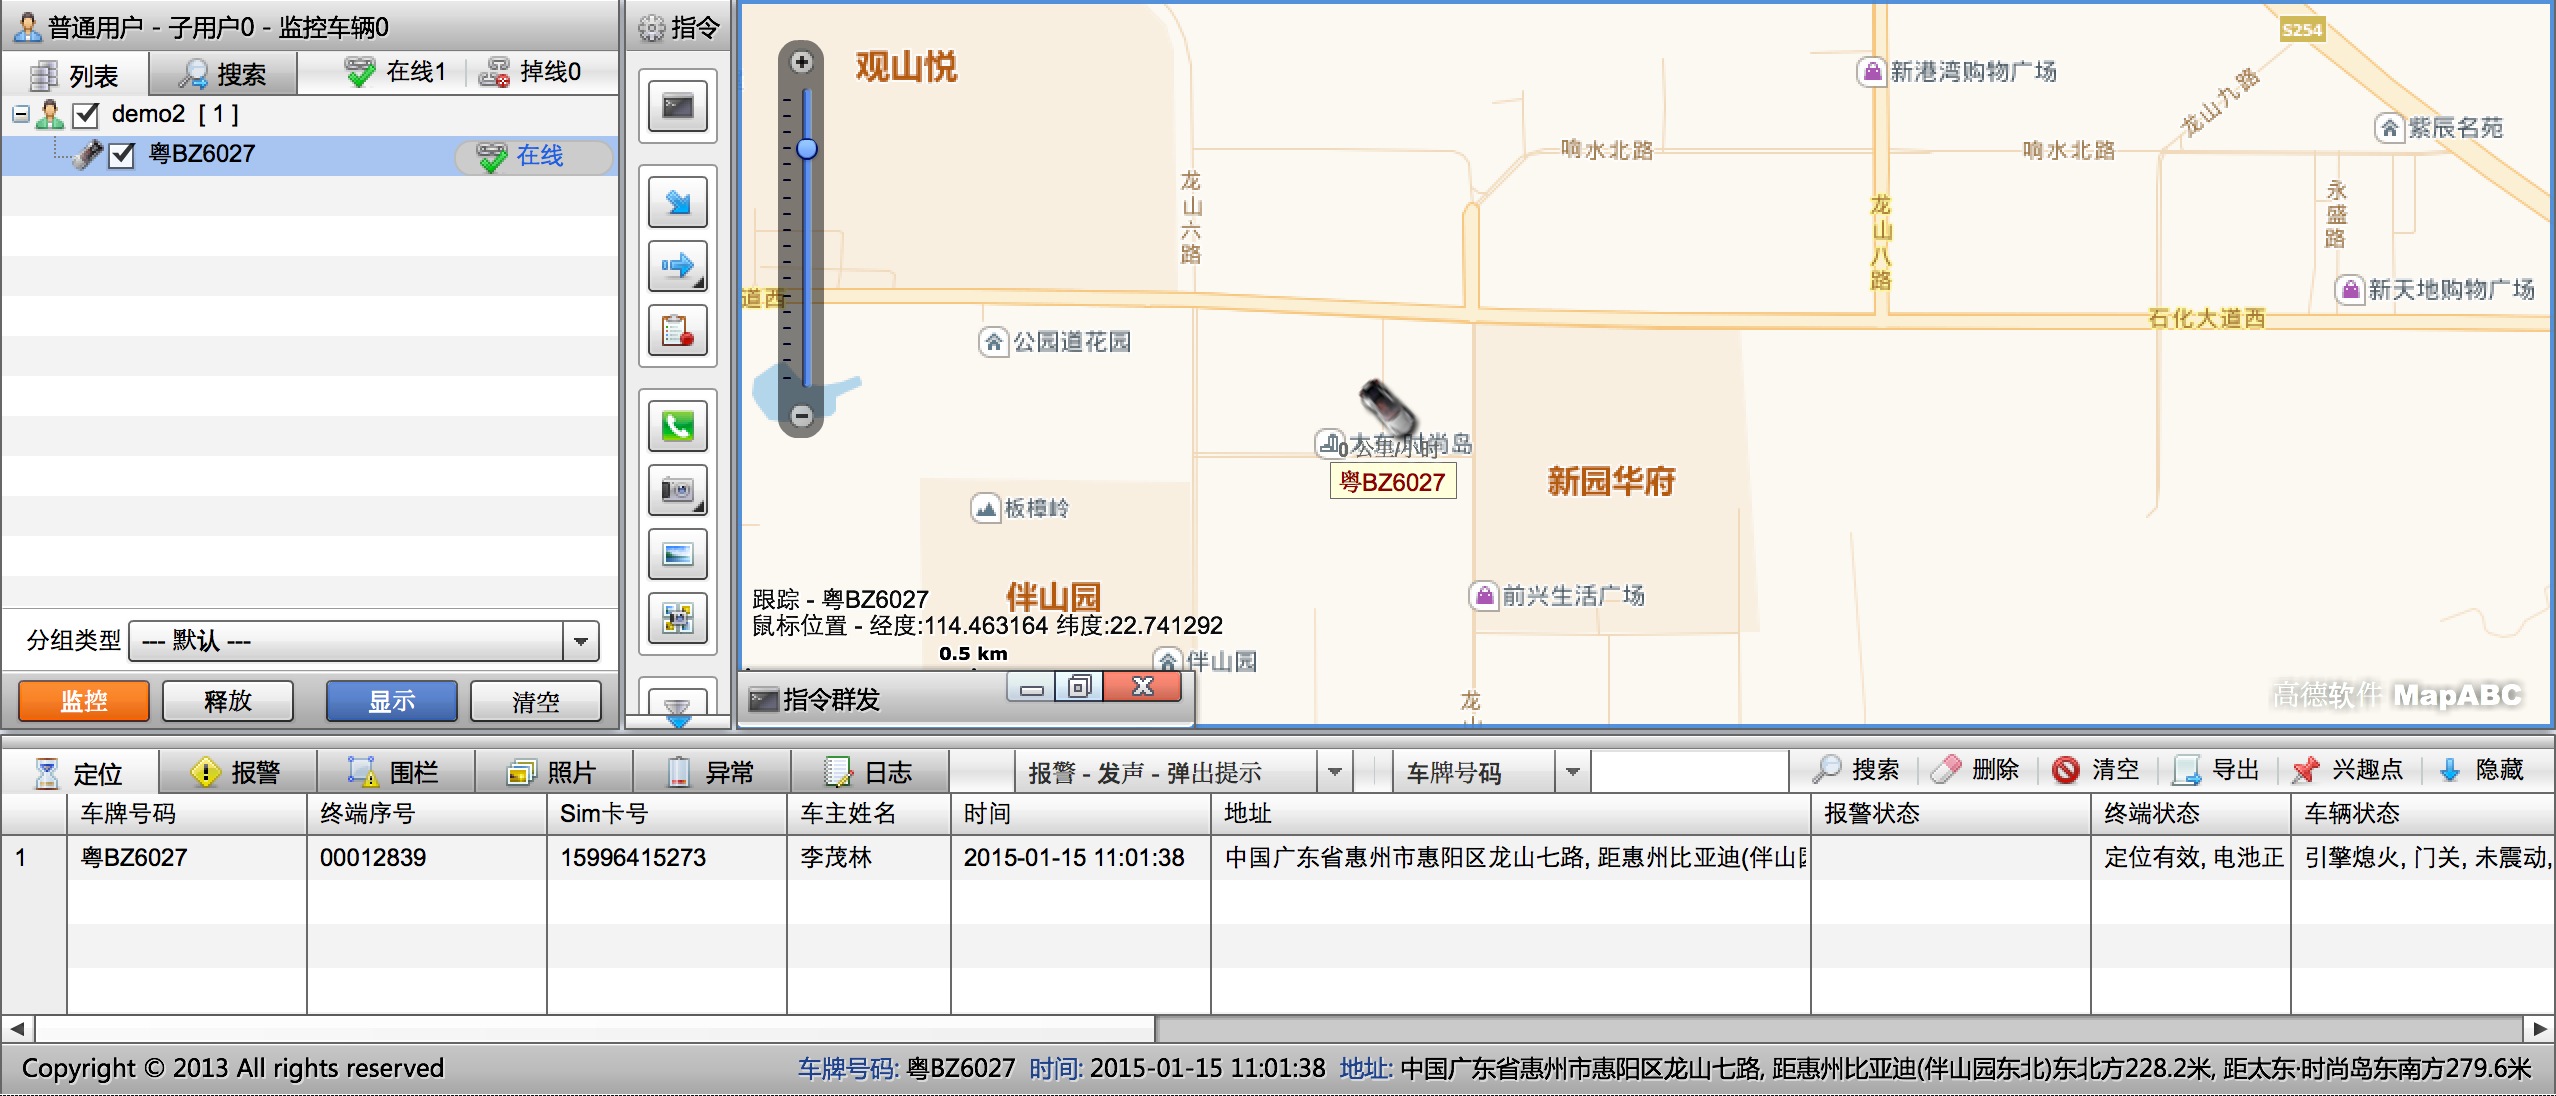 普通用户 - 子用户0 - 监控车辆0
列表
搜索
在线1
掉线0
demo2 [ 1 ]
粤BZ6027
在线
分组类型
--- 默认 ---
监控
释放
显示
清空
指令
观山悦
S254
新港湾购物广场
龙山九路
紫辰名苑
响水北路
响水北路
龙山六路
龙山八路
永盛路
道西
新天地购物广场
石化大道西
公园道花园
0 公里/小时
粤BZ6027
新园华府
板樟岭
伴山园
前兴生活广场
跟踪 - 粤BZ6027
鼠标位置 - 经度:114.463164 纬度:22.741292
0.5 km
伴山园
龙山
高德软件 MapABC
指令群发
定位
报警
围栏
照片
异常
日志
报警 - 发声 - 弹出提示
车牌号码
搜索
删除
清空
导出
兴趣点
隐藏
车牌号码 终端序号 Sim卡号 车主姓名 时间 地址 报警状态 终端状态 车辆状态
1 粤BZ6027 00012839 15996415273 李茂林 2015-01-15 11:01:38 中国广东省惠州市惠阳区龙山七路, 距惠州比亚迪(伴山 定位有效, 电池正 引擎熄火, 门关, 未震动,
Copyright © 2013 All rights reserved
车牌号码: 粤BZ6027 时间: 2015-01-15 11:01:38 地址: 中国广东省惠州市惠阳区龙山七路, 距惠州比亚迪(伴山园东北)东北方228.2米, 距太东·时尚岛东南方279.6米